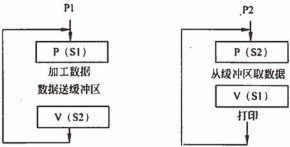 P1
P（S1）
加工数据
数据送缓冲区
V（S2）
P2
P（S2）
从缓冲区取数据
V（S1）
打印